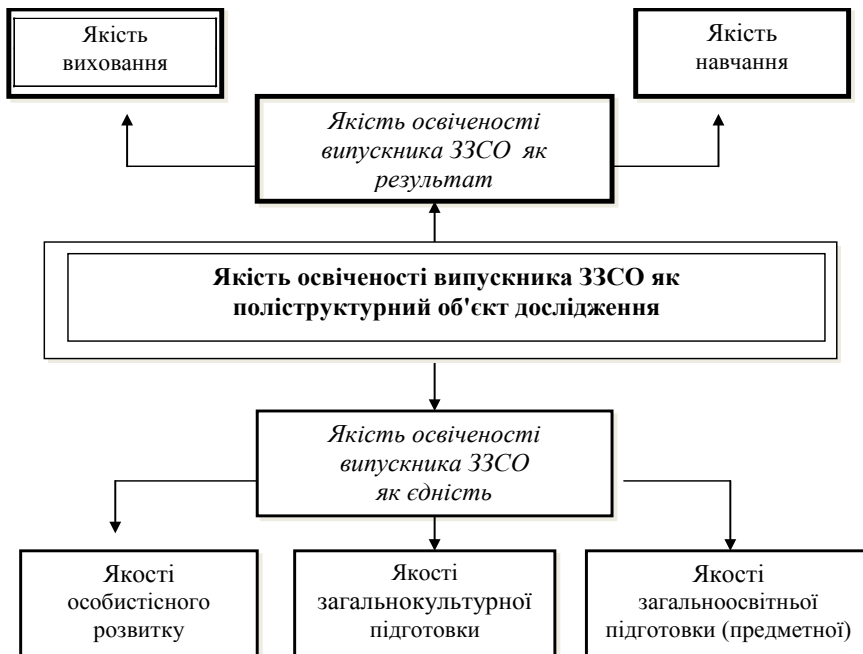 Якість
виховання
Якість
навчання
Якість освіченості
випускника ЗЗСО як
результат
Якість освіченості випускника ЗЗСО як
поліструктурний об'єкт дослідження
Якість освіченості
випускника ЗЗСО
як єдність
Якості
особистісного
розвитку
Якості
загальнокультурної
підготовки
Якості
загальноосвітньої
підготовки (предметної)